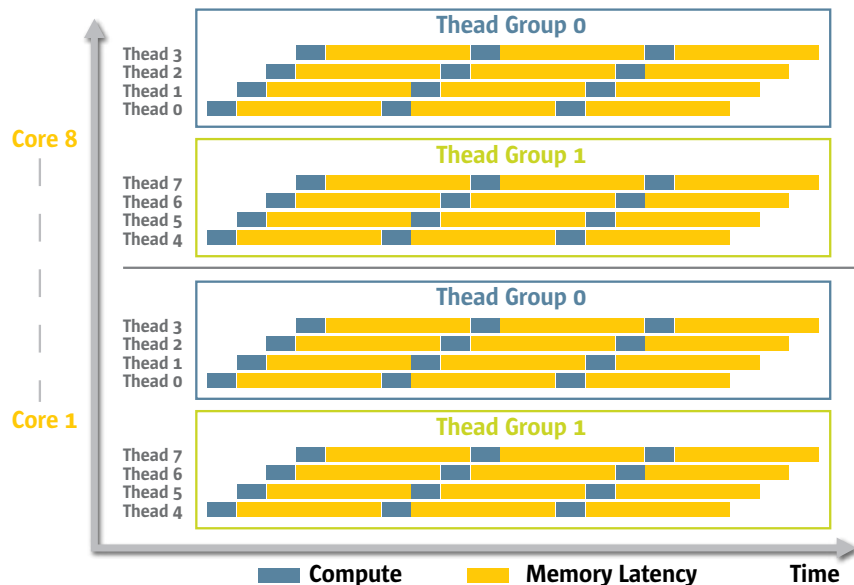 Thead Group 0
Thead 3
Thead 2
Thead 1
Thead 0
Core 8
Thead Group 1
Thead 7
Thead 6
Thead 5
Thead 4
Thead Group 0
Thead 3
Thead 2
Thead 1
Thead 0
Core 1
Thead Group 1
Thead 7
Thead 6
Thead 5
Thead 4
Compute Memory Latency Time